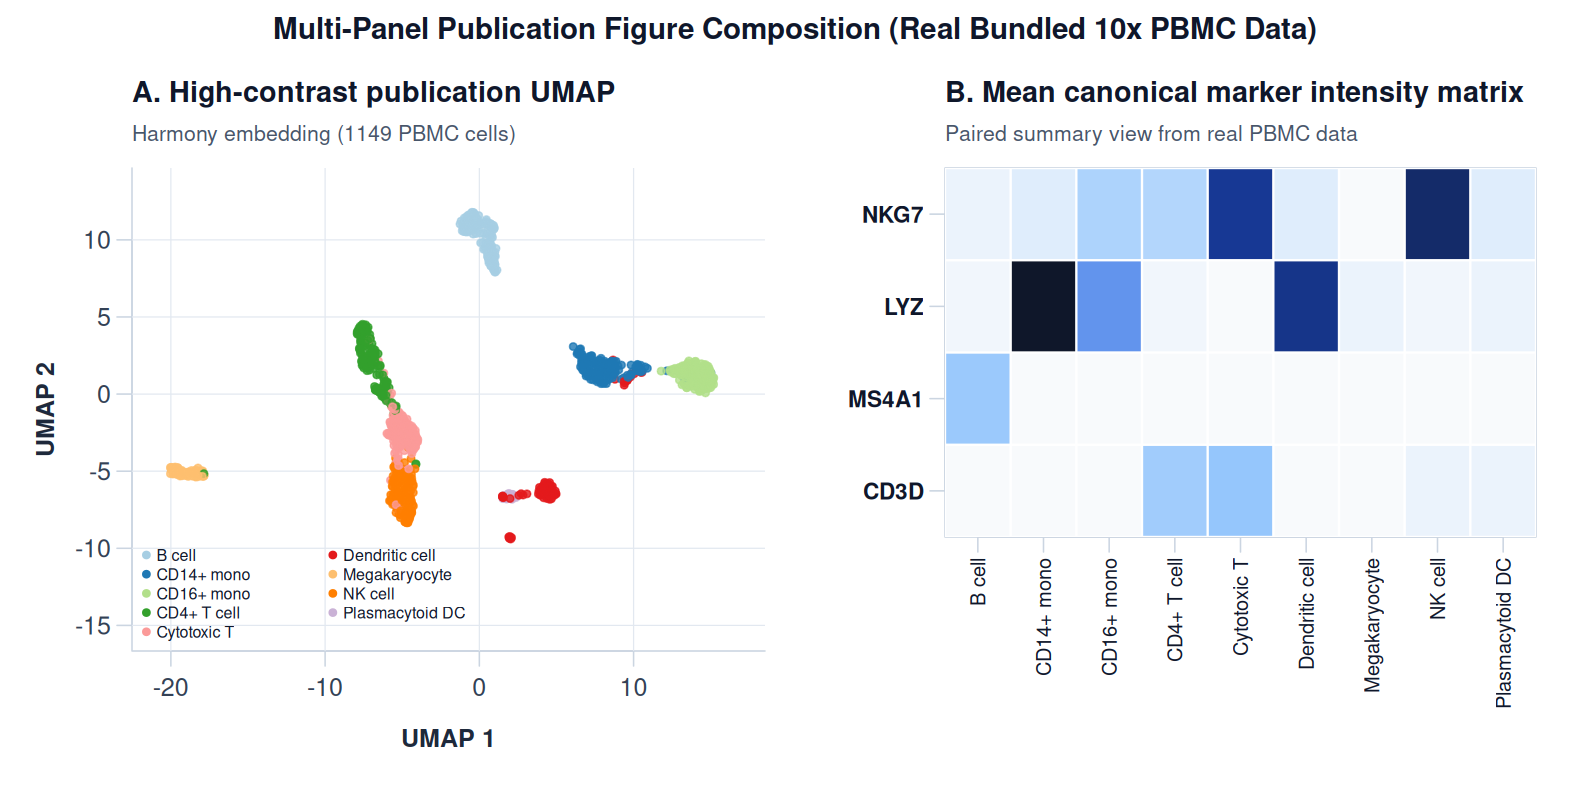 Multi-Panel Publication Figure Composition (Real Bundled 10x PBMC Data)
A. High-contrast publication UMAP
Harmony embedding (1149 PBMC cells)
10
5
0
-5
-10
-15
UMAP 2
B cell
CD14+ mono
CD16+ mono
CD4+ T cell
Cytotoxic T
Dendritic cell
Megakaryocyte
NK cell
Plasmacytoid DC
-20
-10
0
10
UMAP 1
B. Mean canonical marker intensity matrix
Paired summary view from real PBMC data
NKG7
LYZ
MS4A1
CD3D
B cell
CD14+ mono
CD16+ mono
CD4+ T cell
Cytotoxic T
Dendritic cell
Megakaryocyte
NK cell
Plasmacytoid DC